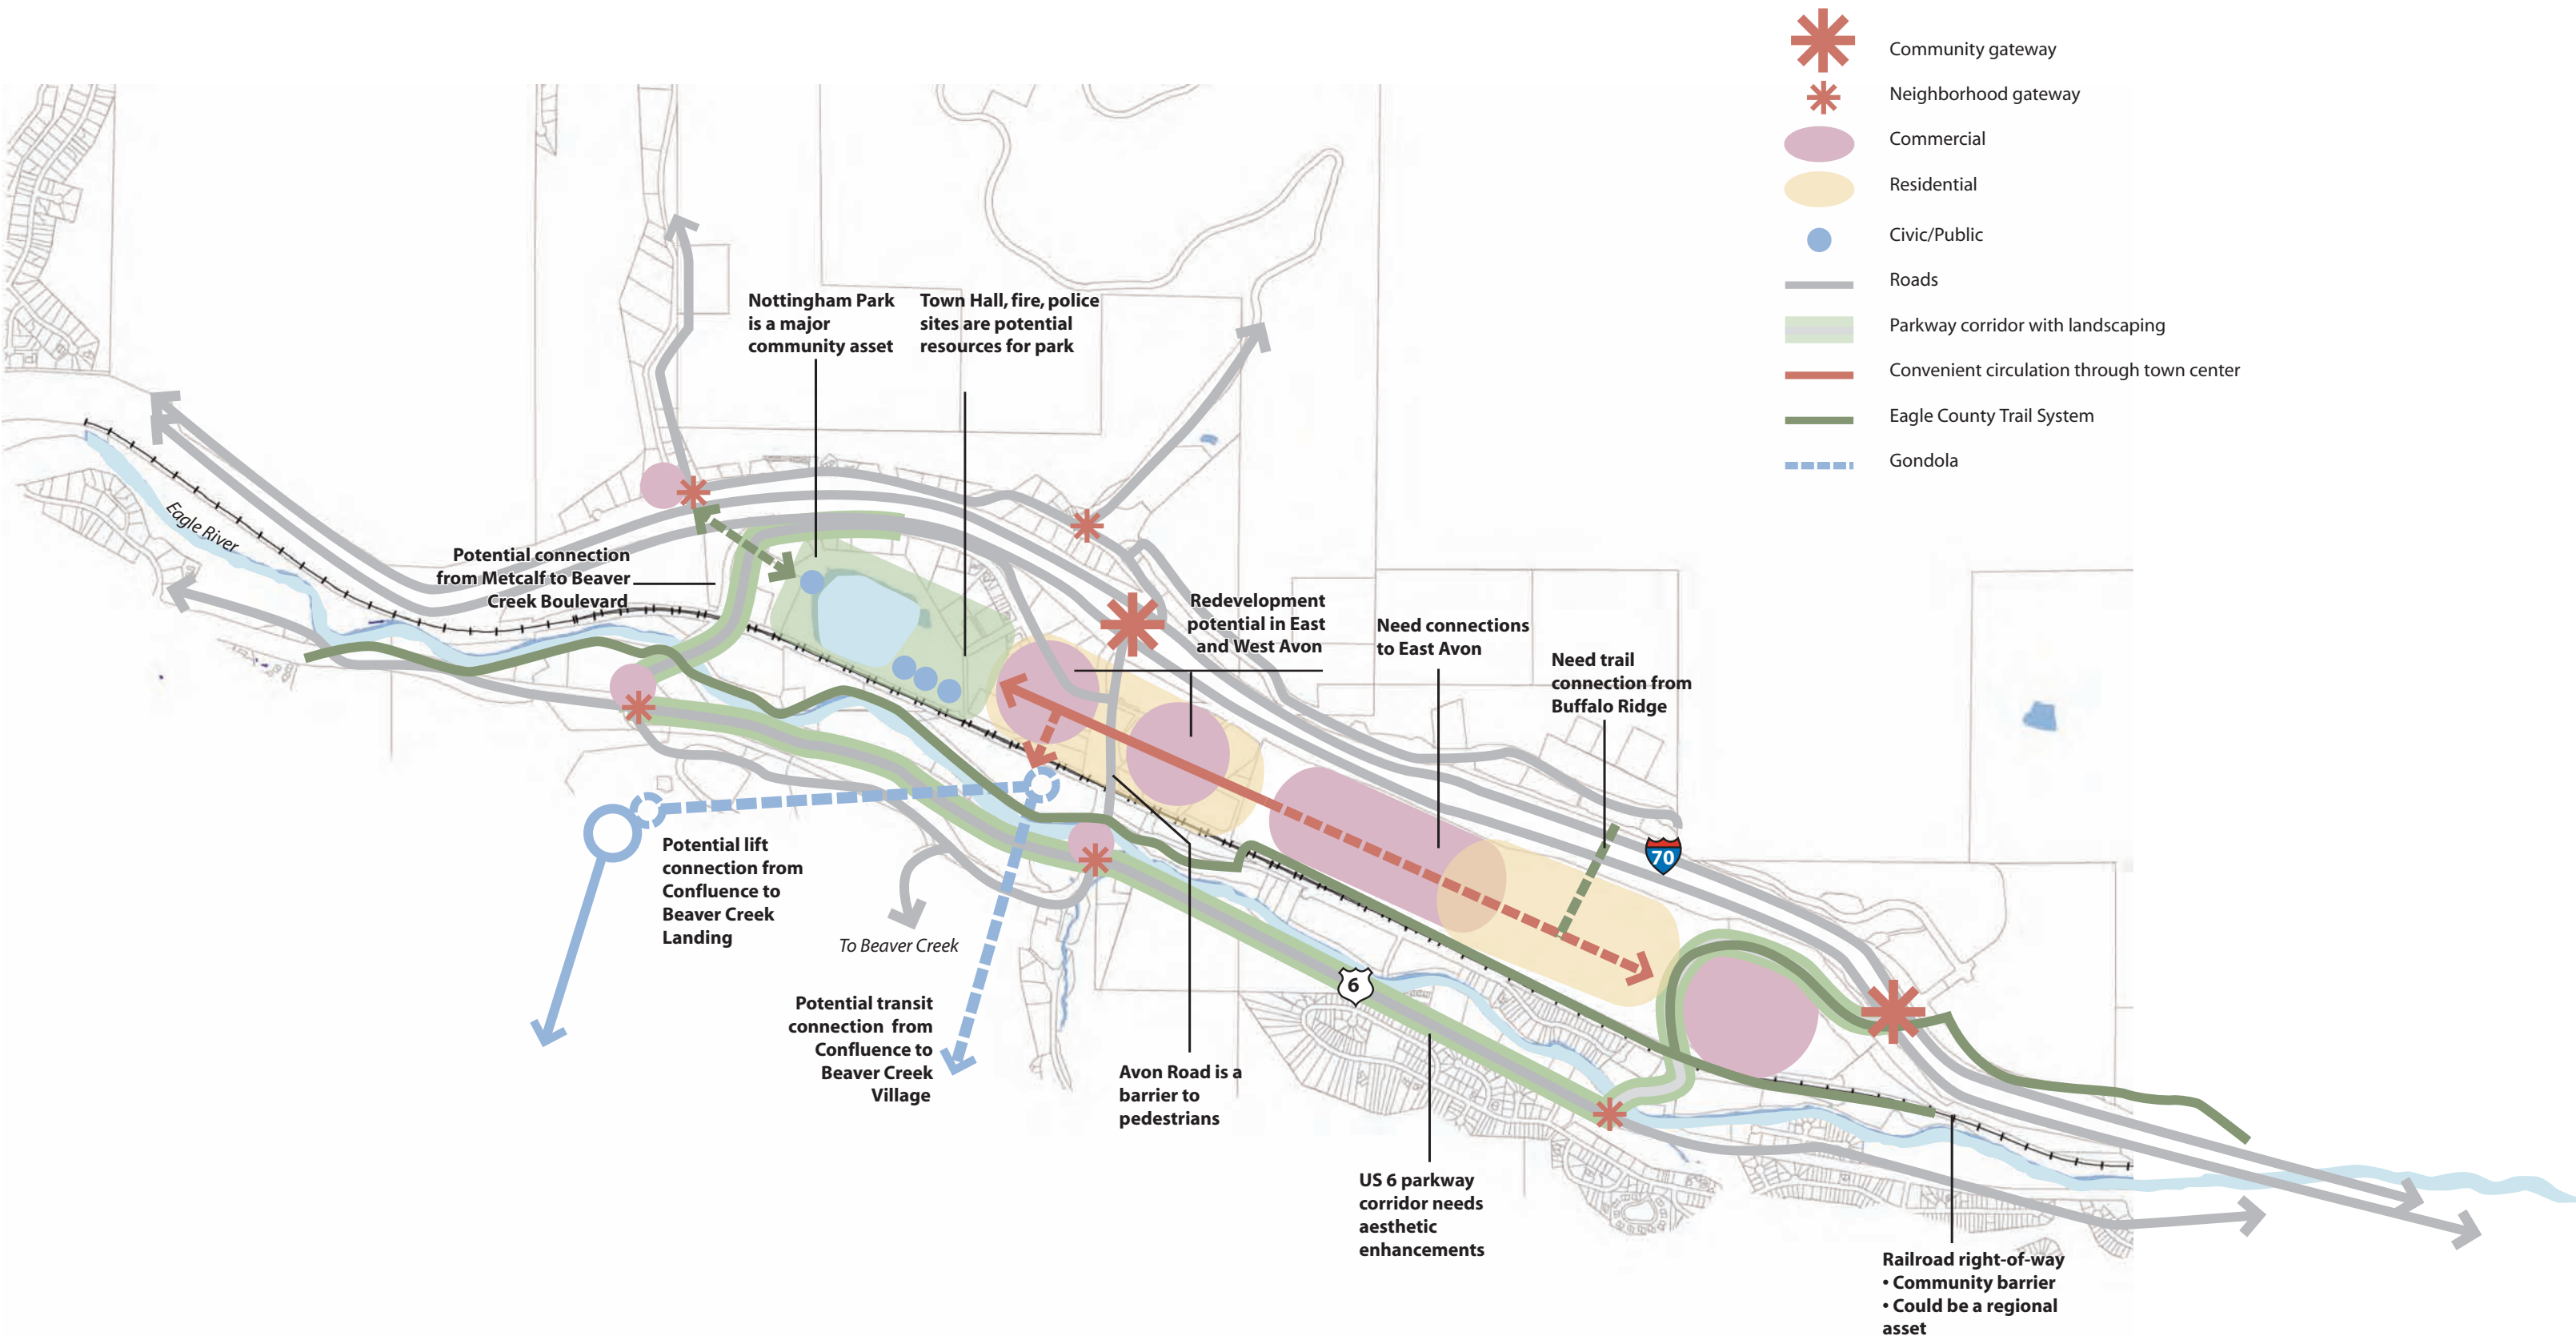 Community gateway
Neighborhood gateway
Commercial
Residential
Civic/Public
Roads
Parkway corridor with landscaping
Convenient circulation through town center
Eagle County Trail System
Gondola
Nottingham Park
is a major
community asset
Town Hall, fire, police
sites are potential
resources for park
Eagle River
Potential connection
from Metcalf to Beaver
Creek Boulevard
Redevelopment
potential in East
and West Avon
Need connections
to East Avon
Need trail
connection from
Buffalo Ridge
70
Potential lift
connection from
Confluence to
Beaver Creek
Landing
To Beaver Creek
6
Potential transit
connection from
Confluence to
Beaver Creek
Village
Avon Road is a
barrier to
pedestrians
US 6 parkway
corridor needs
aesthetic
enhancements
Railroad right-of-way
• Community barrier
• Could be a regional
asset